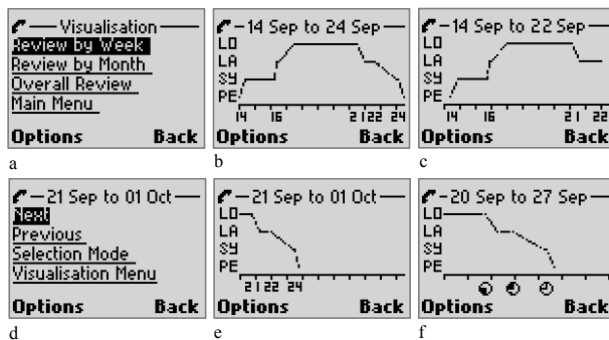 Visualisation
Review by Week
Review by Month
Overall Review
Main Menu
Options Back
a
14 Sep to 24 Sep
LO
LA
SY
PE
14 16 21 22 24
Options Back
b
14 Sep to 22 Sep
LO
LA
SY
PE
14 16 21 22
Options Back
c
21 Sep to 01 Oct
Next
Previous
Selection Mode
Visualisation Menu
Options Back
d
21 Sep to 01 Oct
LO
LA
SY
PE
21 22 24
Options Back
e
20 Sep to 27 Sep
LO
LA
SY
PE
Options Back
f